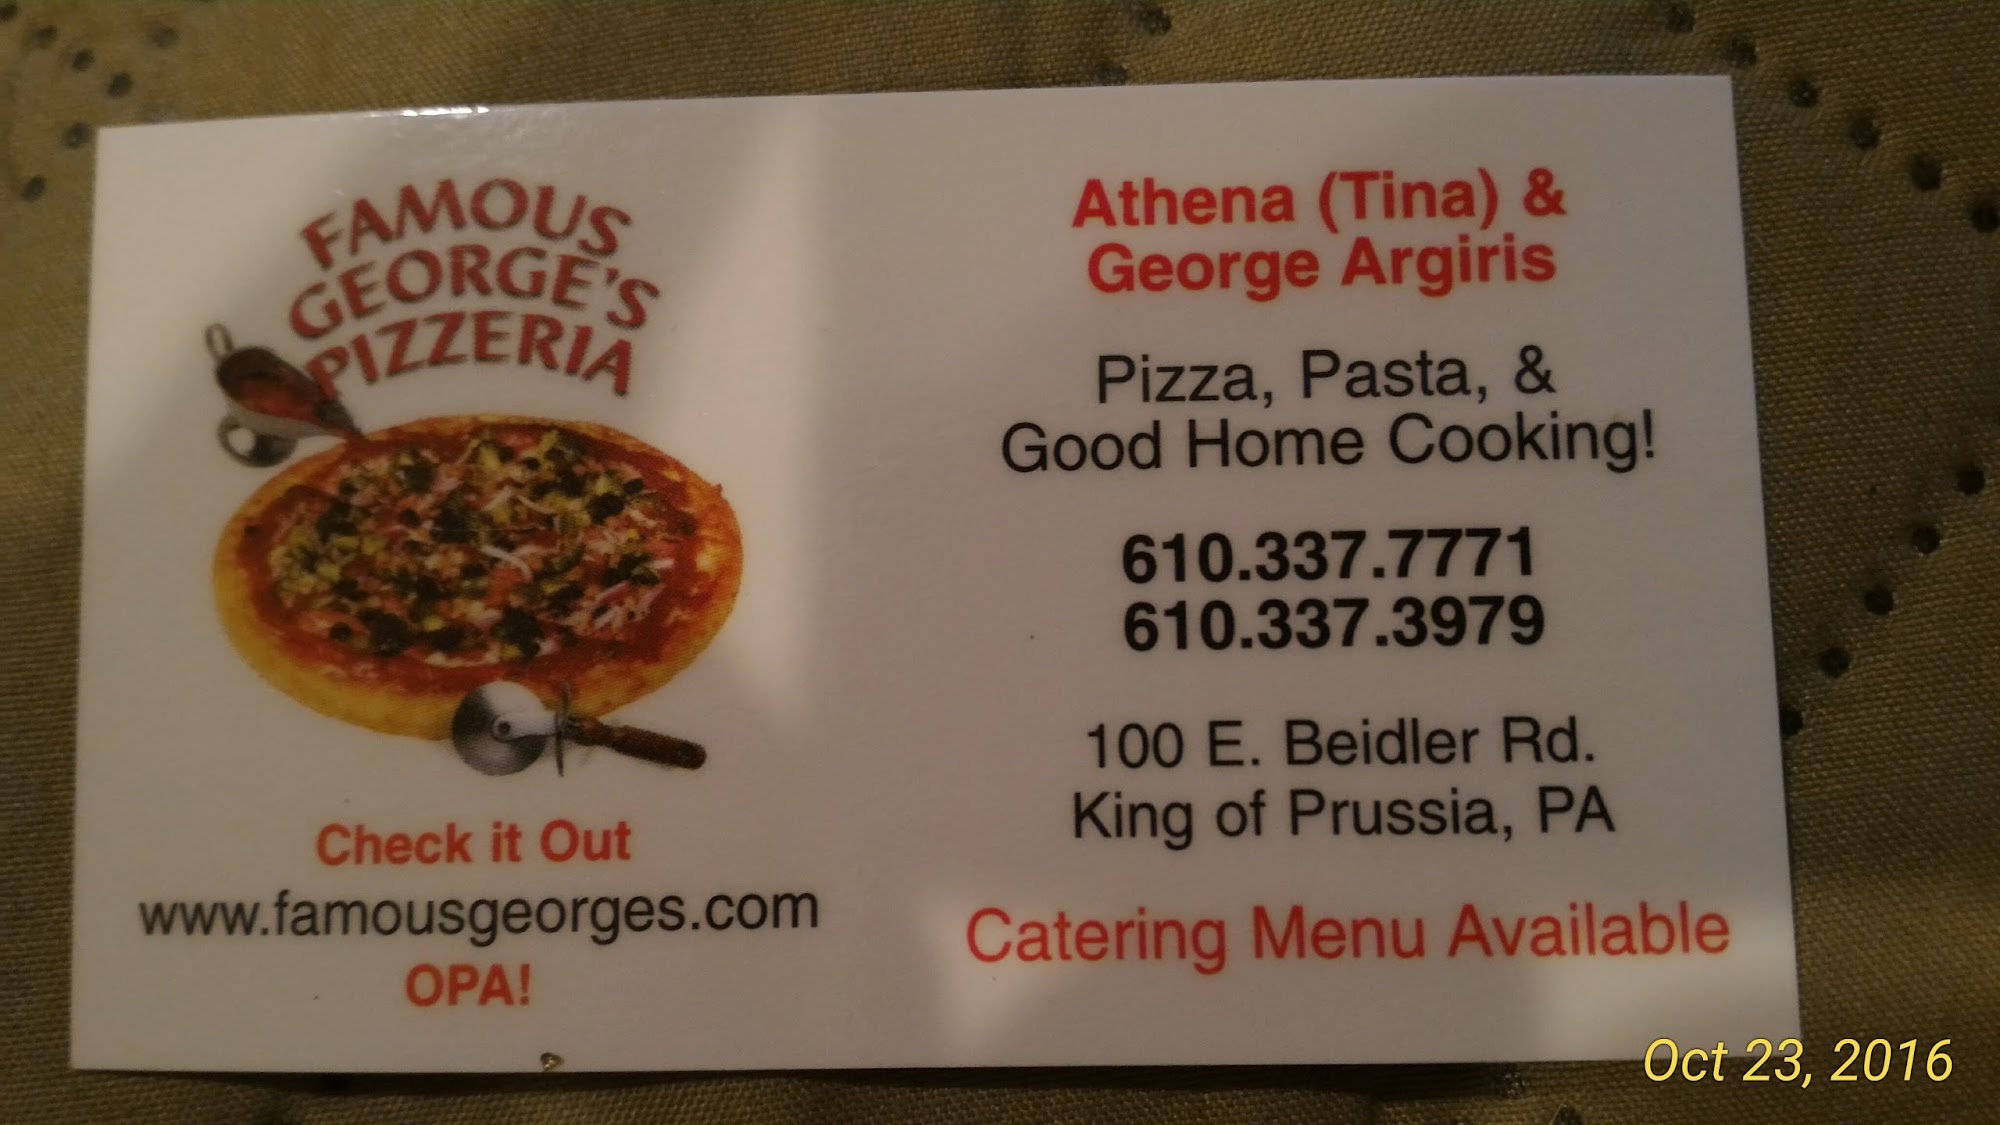 FAMOUS
GEORGE'S
PIZZERIA
Check it Out
www.famousgeorges.com
OPA!
Athena (Tina) &
George Argiris
Pizza, Pasta, &
Good Home Cooking!
610.337.7771
610.337.3979
100 E. Beidler Rd.
King of Prussia, PA
Catering Menu Available
Oct 23, 2016